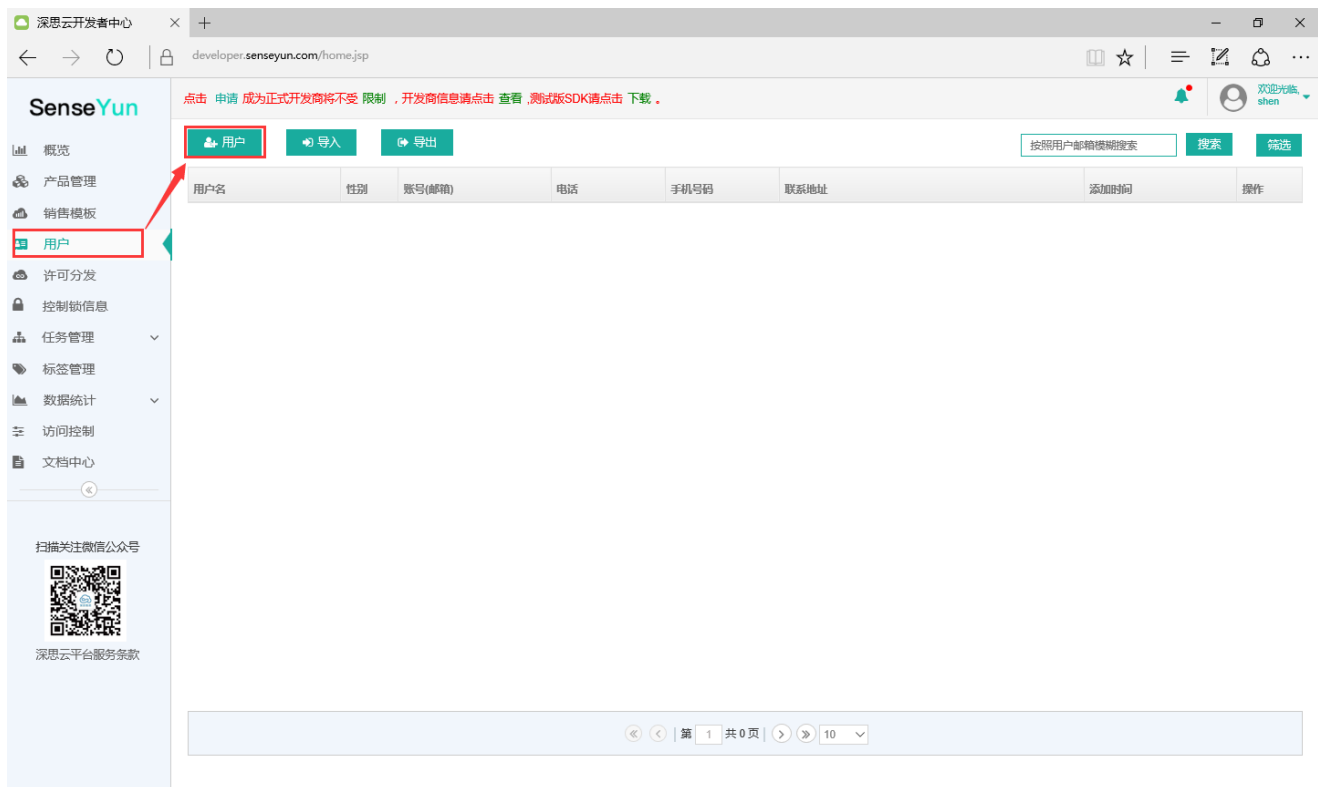 深思云开发者中心
developer.senseyun.com/home.jsp
SenseYun
点击 申请 成为正式开发商将不受 限制 ，开发商信息请点击 查看 ,测试版SDK请点击 下载 。
欢迎光临,
shen
概览
产品管理
销售模板
用户
许可分发
控制锁信息
任务管理
标签管理
数据统计
访问控制
文档中心
扫描关注微信公众号
深思云平台服务条款
用户 导入 导出 按照用户邮箱模糊搜索 搜索 筛选
用户名 性别 账号(邮箱) 电话 手机号码 联系地址 添加时间 操作
第 1 共 0 页 10